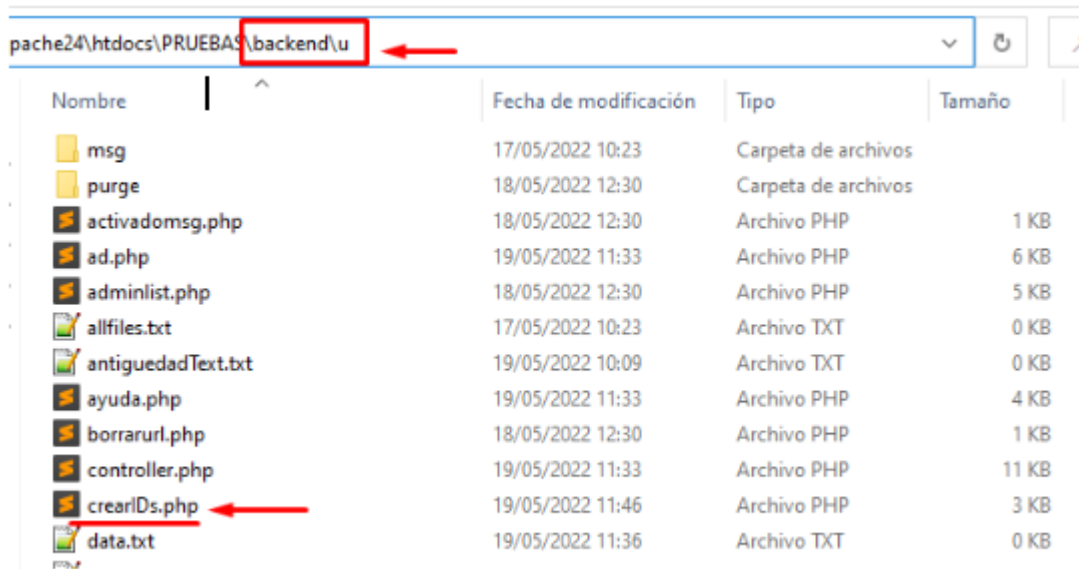 pache24\htdocs\PRUEBAS\backend\u
Nombre Fecha de modificación Tipo Tamaño
msg 17/05/2022 10:23 Carpeta de archivos
purge 18/05/2022 12:30 Carpeta de archivos
activadomsg.php 18/05/2022 12:30 Archivo PHP 1 KB
ad.php 19/05/2022 11:33 Archivo PHP 6 KB
adminlist.php 18/05/2022 12:30 Archivo PHP 5 KB
allfiles.txt 17/05/2022 10:23 Archivo TXT 0 KB
antiguedadText.txt 19/05/2022 10:09 Archivo TXT 0 KB
ayuda.php 19/05/2022 11:33 Archivo PHP 4 KB
borrarurl.php 18/05/2022 12:30 Archivo PHP 1 KB
controller.php 19/05/2022 11:33 Archivo PHP 11 KB
crearIDs.php 19/05/2022 11:46 Archivo PHP 3 KB
data.txt 19/05/2022 11:36 Archivo TXT 0 KB